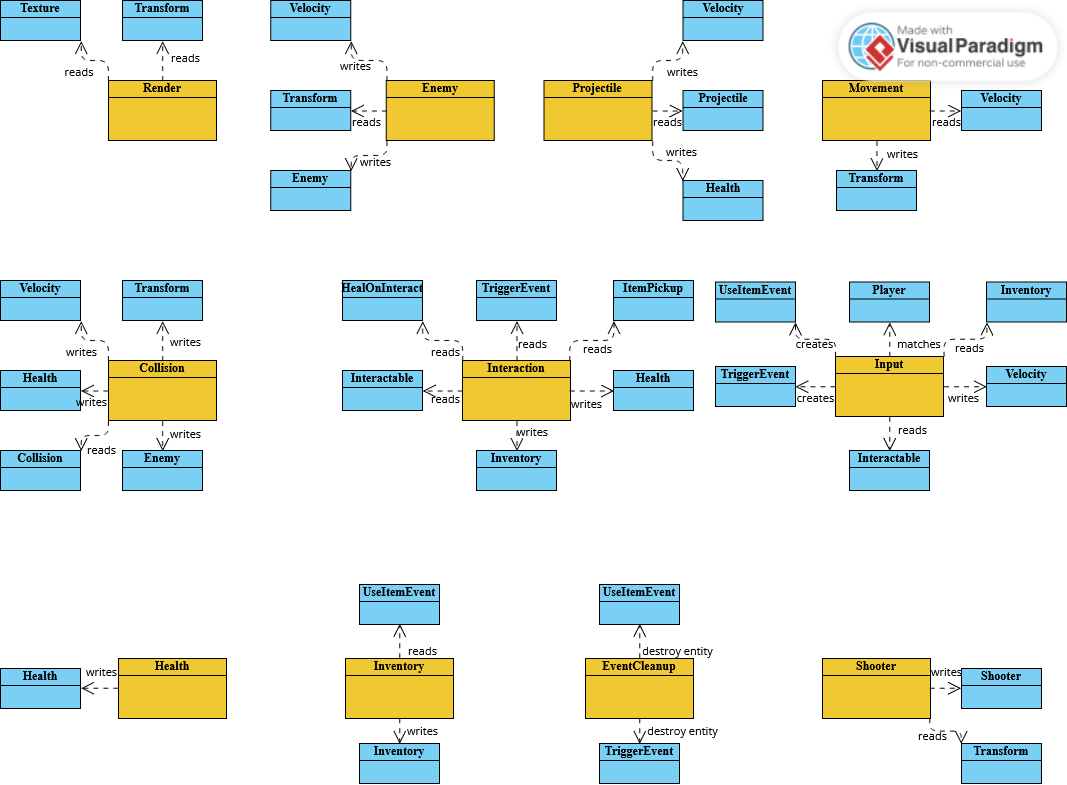 Texture
Transform
Velocity
Velocity
Made with
Visual Paradigm
For non-commercial use
reads
reads
writes
writes
Render
Enemy
Projectile
Movement
Transform
reads
reads
Projectile
reads
Velocity
writes
writes
writes
Enemy
Health
Transform
Velocity
Transform
HealOnInteract
TriggerEvent
ItemPickup
UseItemEvent
Player
Inventory
writes
writes
reads
reads
reads
creates
matches
reads
Collision
Interaction
Input
Health
writes
Interactable
reads
writes
Health
TriggerEvent
creates
writes
Velocity
reads
writes
writes
reads
Collision
Enemy
Inventory
Interactable
UseItemEvent
UseItemEvent
reads
destroy entity
Health
writes
Health
Inventory
EventCleanup
Shooter
writes
Shooter
writes
destroy entity
reads
Inventory
TriggerEvent
Transform